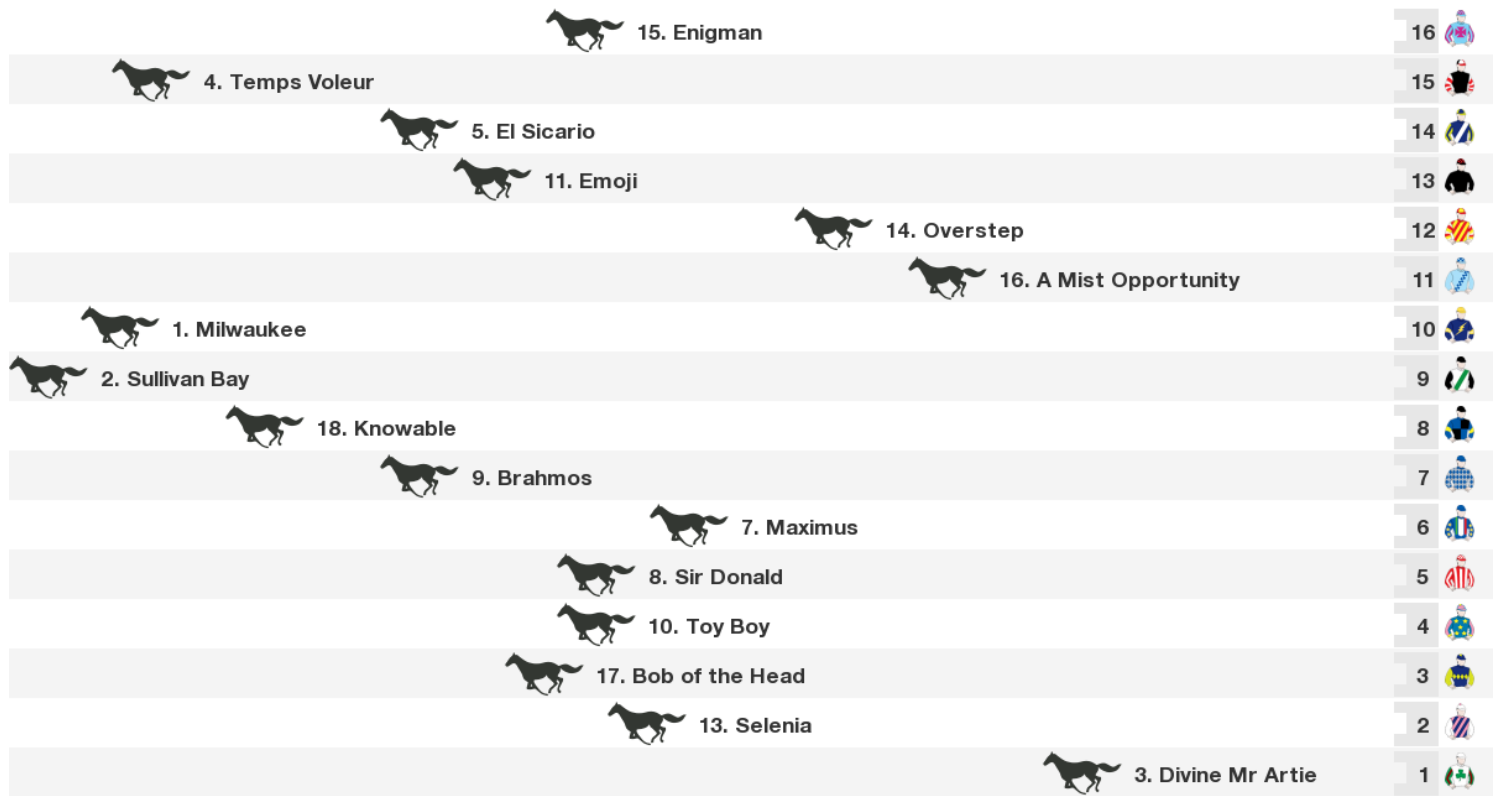 15. Enigman 16
4. Temps Voleur 15
5. El Sicario 14
11. Emoji 13
14. Overstep 12
16. A Mist Opportunity 11
1. Milwaukee 10
2. Sullivan Bay 9
18. Knowable 8
9. Brahmos 7
7. Maximus 6
8. Sir Donald 5
10. Toy Boy 4
17. Bob of the Head 3
13. Selenia 2
3. Divine Mr Artie 1